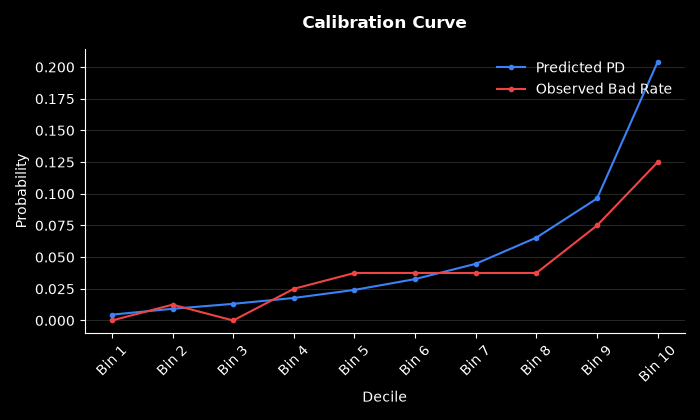 Calibration Curve
Predicted PD
Observed Bad Rate
Probability
0.200
0.175
0.150
0.125
0.100
0.075
0.050
0.025
0.000
Bin 1
Bin 2
Bin 3
Bin 4
Bin 5
Bin 6
Bin 7
Bin 8
Bin 9
Bin 10
Decile